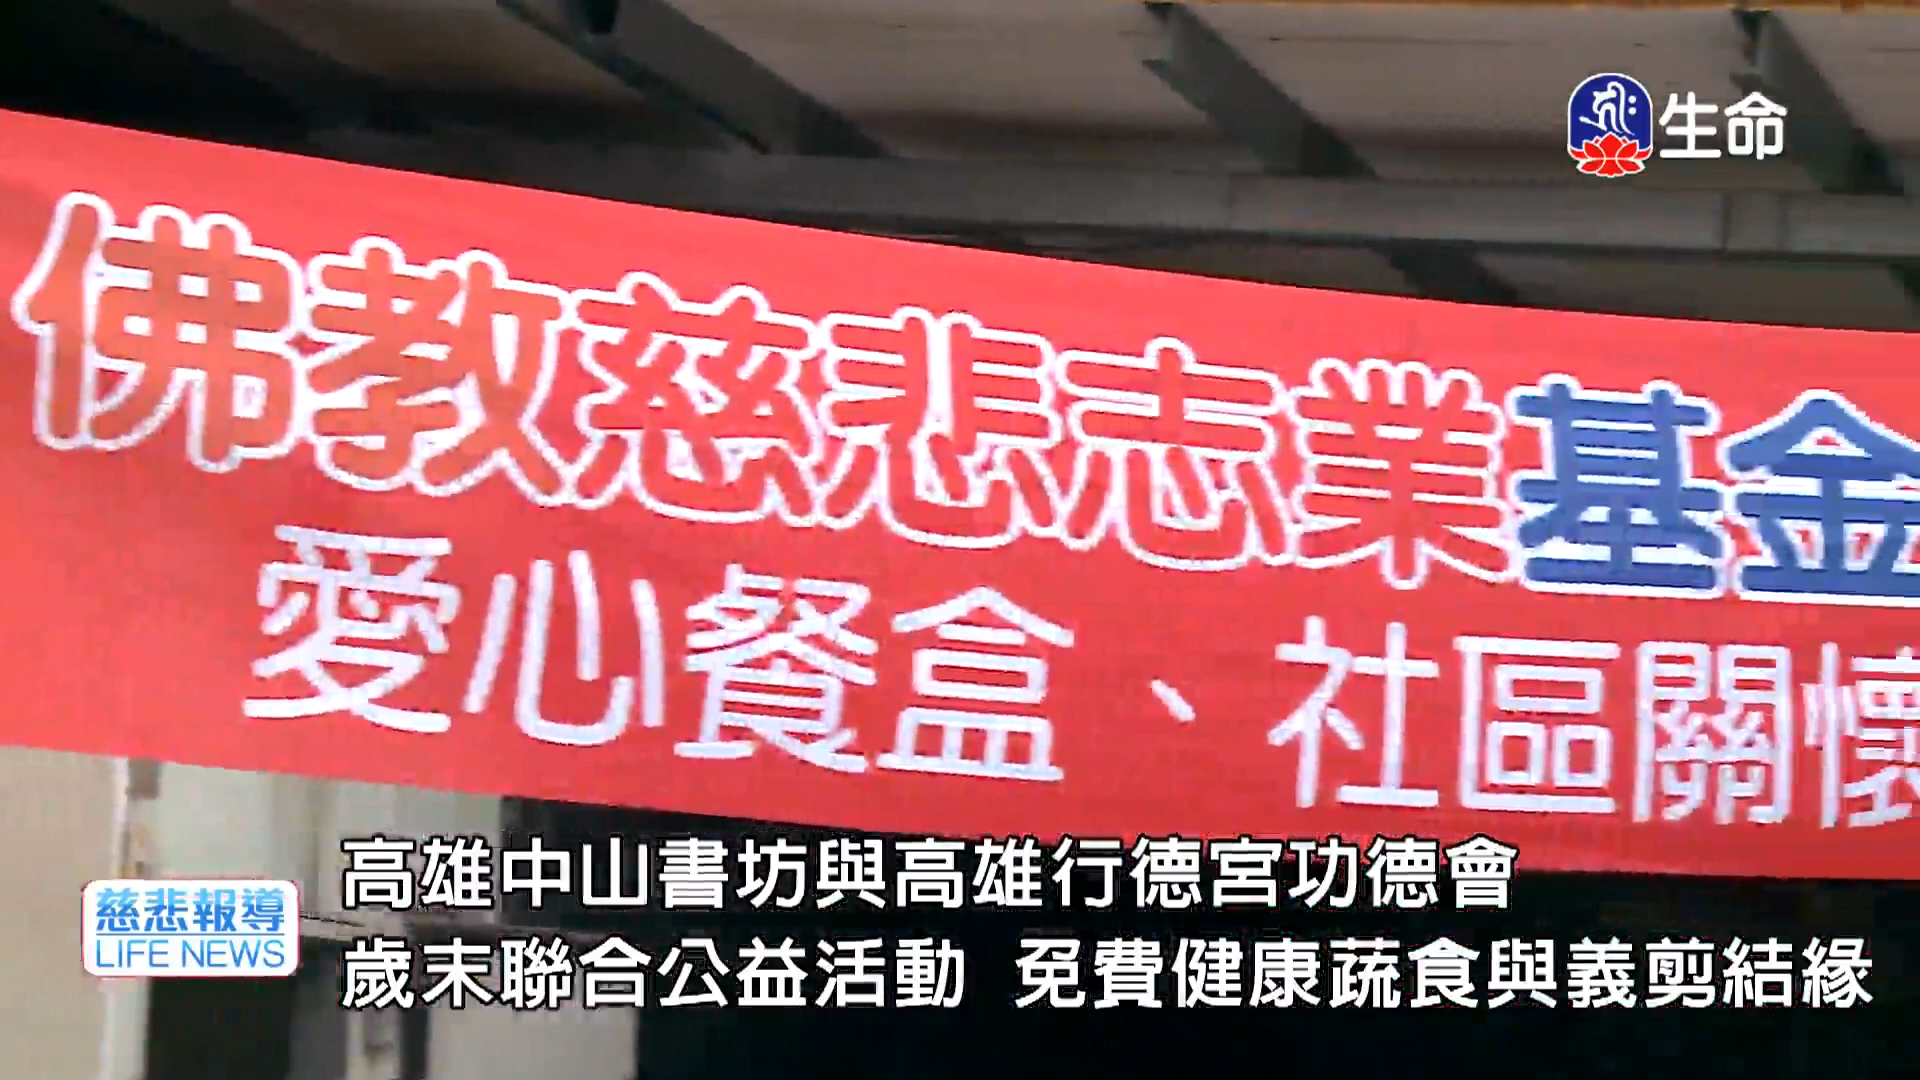 生命
佛教慈悲志業基金
愛心餐盒、社區關懷
高雄中山書坊與高雄行德宮功德會
慈悲報導
LIFE NEWS
歲末聯合公益活動 免費健康蔬食與義剪結緣